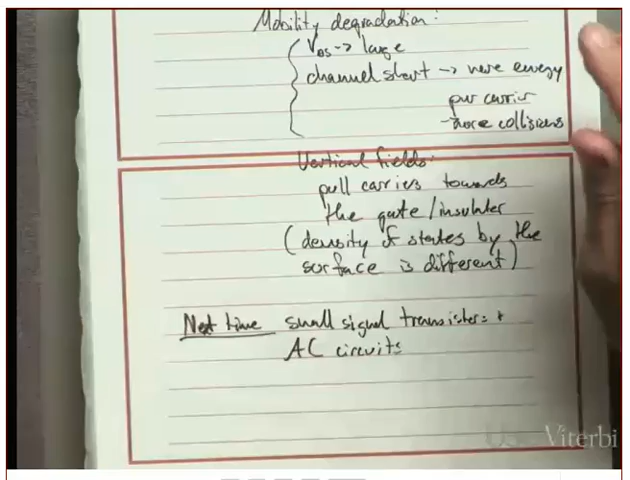 Mobility degradation:
V_DS → large
channel short → more energy
per carrier
→ more collisions
Vertical fields:
pull carriers towards
the gate/insulator
(density of states by the
surface is different)
Next time small signal transistors +
AC circuits
USC Viterbi